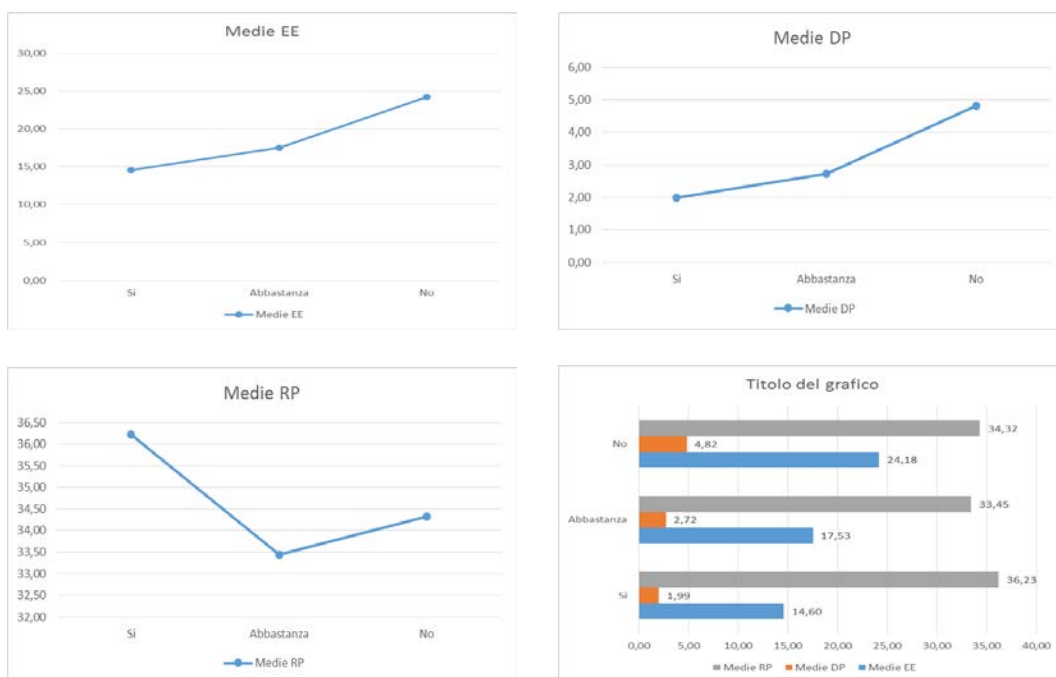 Medie EE
30,00
25,00
20,00
15,00
10,00
5,00
0,00
Si Abbastanza No
Medie EE
Medie DP
6,00
5,00
4,00
3,00
2,00
1,00
0,00
Si Abbastanza No
Medie DP
Medie RP
36,50
36,00
35,50
35,00
34,50
34,00
33,50
33,00
32,50
32,00
Si Abbastanza No
Medie RP
Titolo del grafico
34,32
No 4,82
24,18
33,45
Abbastanza 2,72
17,53
36,23
Si 1,99
14,60
0,00 5,00 10,00 15,00 20,00 25,00 30,00 35,00 40,00
Medie RP Medie DP Medie EE